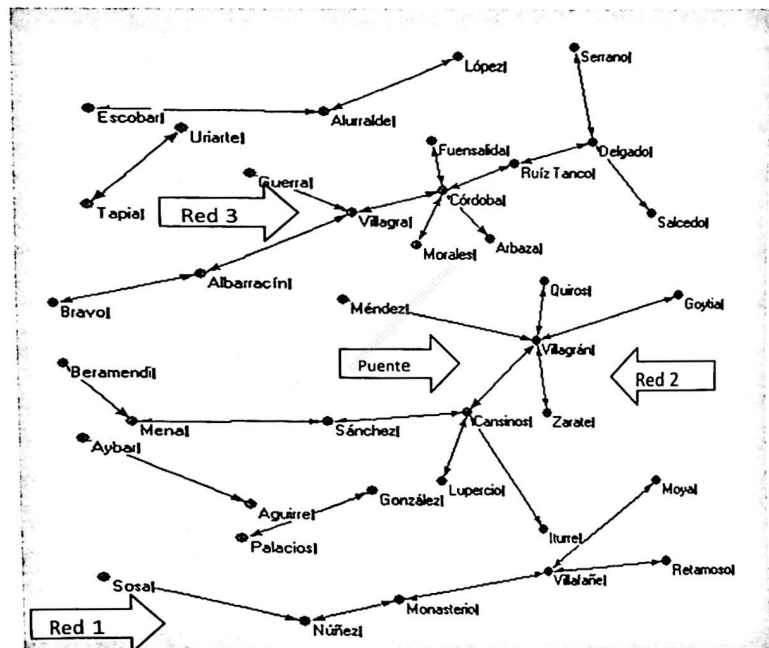 López|
Serrano|
Escobar|
Alurralde|
Uriarte|
Fuensalida|
Delgado|
Ruíz Tanco|
Guerra|
Córdoba|
Red 3
Tapia|
Villagra|
Salcedo|
Morales|
Arbaza|
Albarracín|
Quiros|
Bravo|
Méndez|
Goytia|
Villagrán|
Puente
Beramendi|
Red 2
Mena|
Sánchez|
Cansinos|
Zarate|
Aybar|
Lupercio|
Moya|
Aguirre|
González|
Palacios|
Iturre|
Sosa|
Villafañe|
Retamoso|
Monasterio|
Núñez|
Red 1